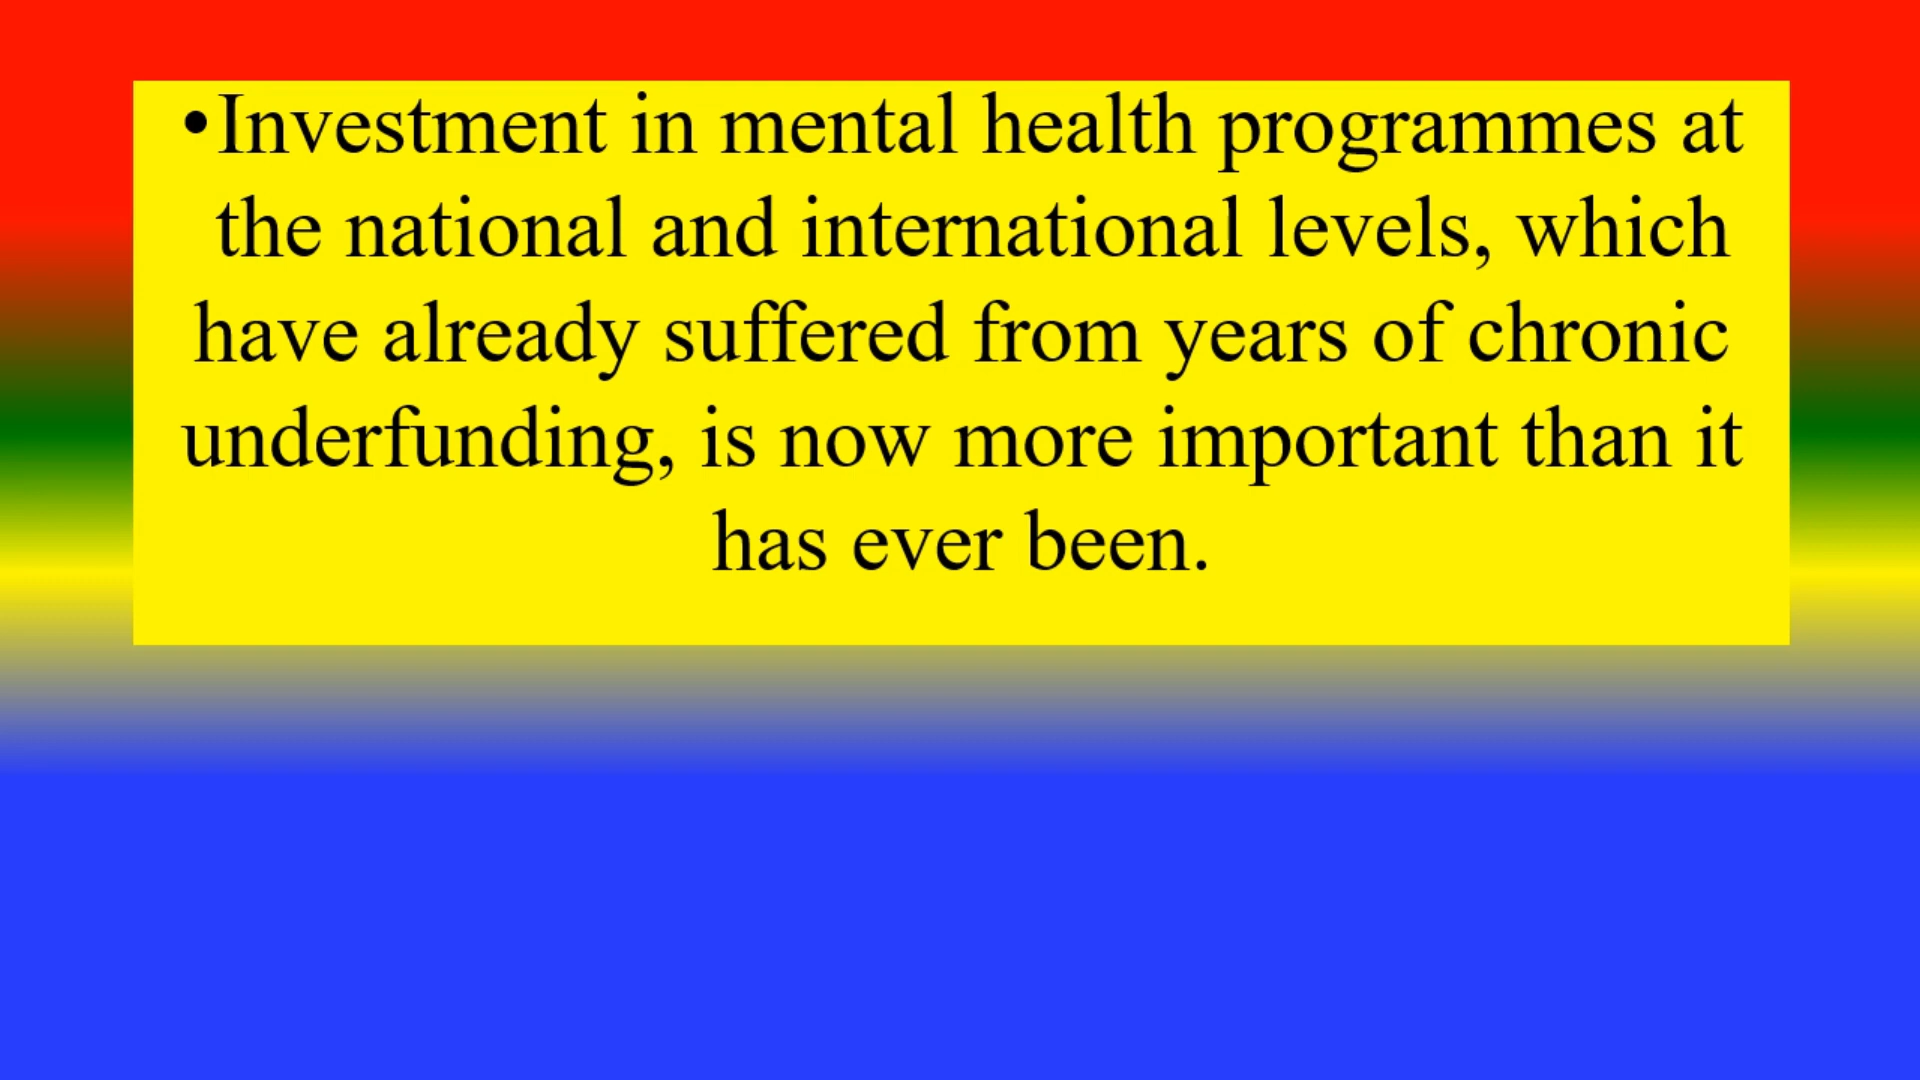 •Investment in mental health programmes at
the national and international levels, which
have already suffered from years of chronic
underfunding, is now more important than it
has ever been.